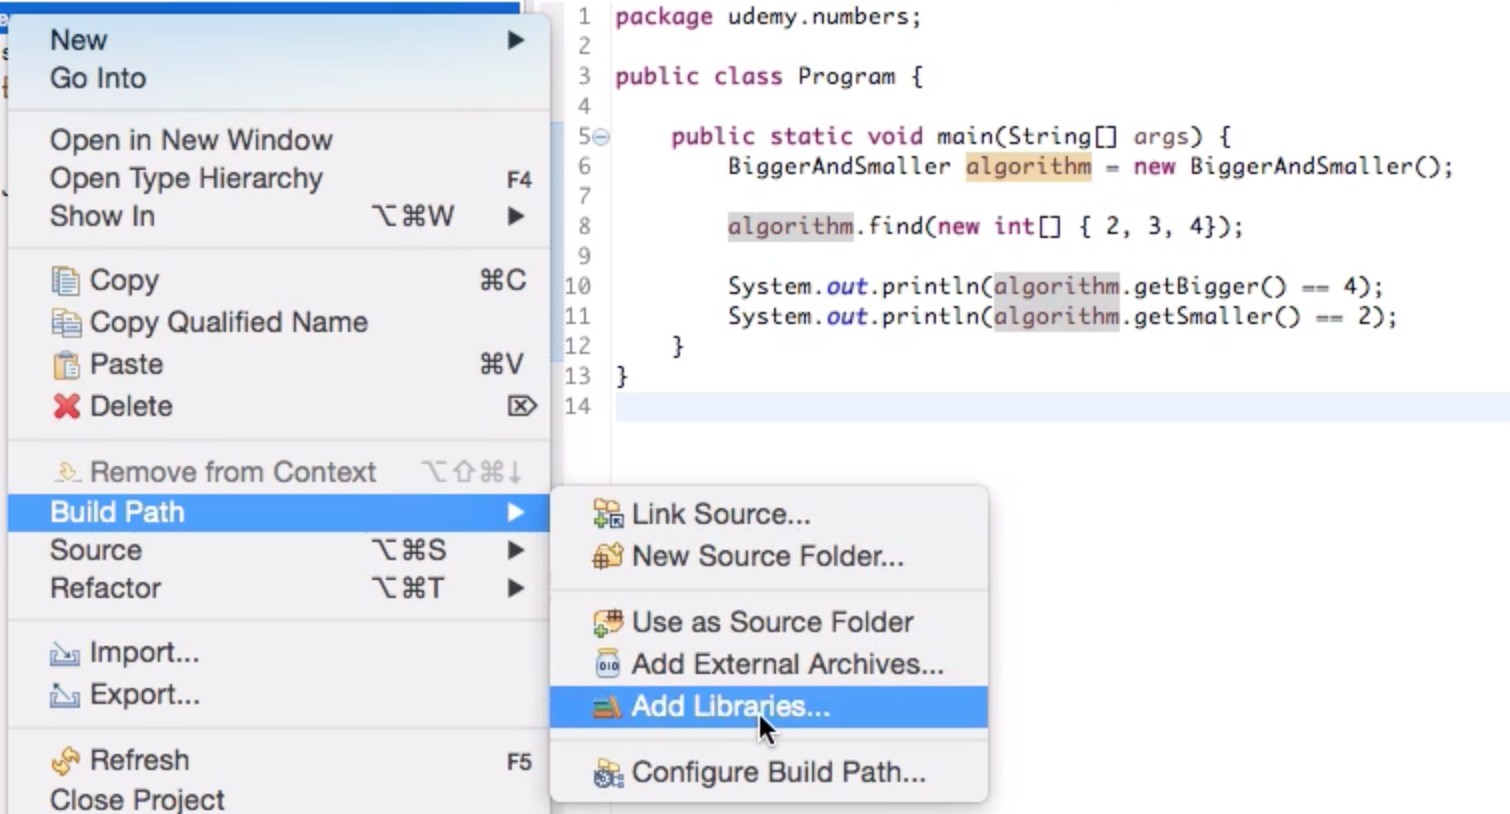 New
Go Into
Open in New Window
Open Type Hierarchy F4
Show In ⌥⌘W
Copy ⌘C
Copy Qualified Name
Paste ⌘V
Delete ⌦
Remove from Context ⌥⇧⌘↓
Build Path
Source ⌥⌘S
Refactor ⌥⌘T
Import...
Export...
Refresh F5
Close Project
Link Source...
New Source Folder...
Use as Source Folder
Add External Archives...
Add Libraries...
Configure Build Path...
1 package udemy.numbers;
2
3 public class Program {
4
5 public static void main(String[] args) {
6 BiggerAndSmaller algorithm = new BiggerAndSmaller();
7
8 algorithm.find(new int[] { 2, 3, 4});
9
10 System.out.println(algorithm.getBigger() == 4);
11 System.out.println(algorithm.getSmaller() == 2);
12 }
13 }
14